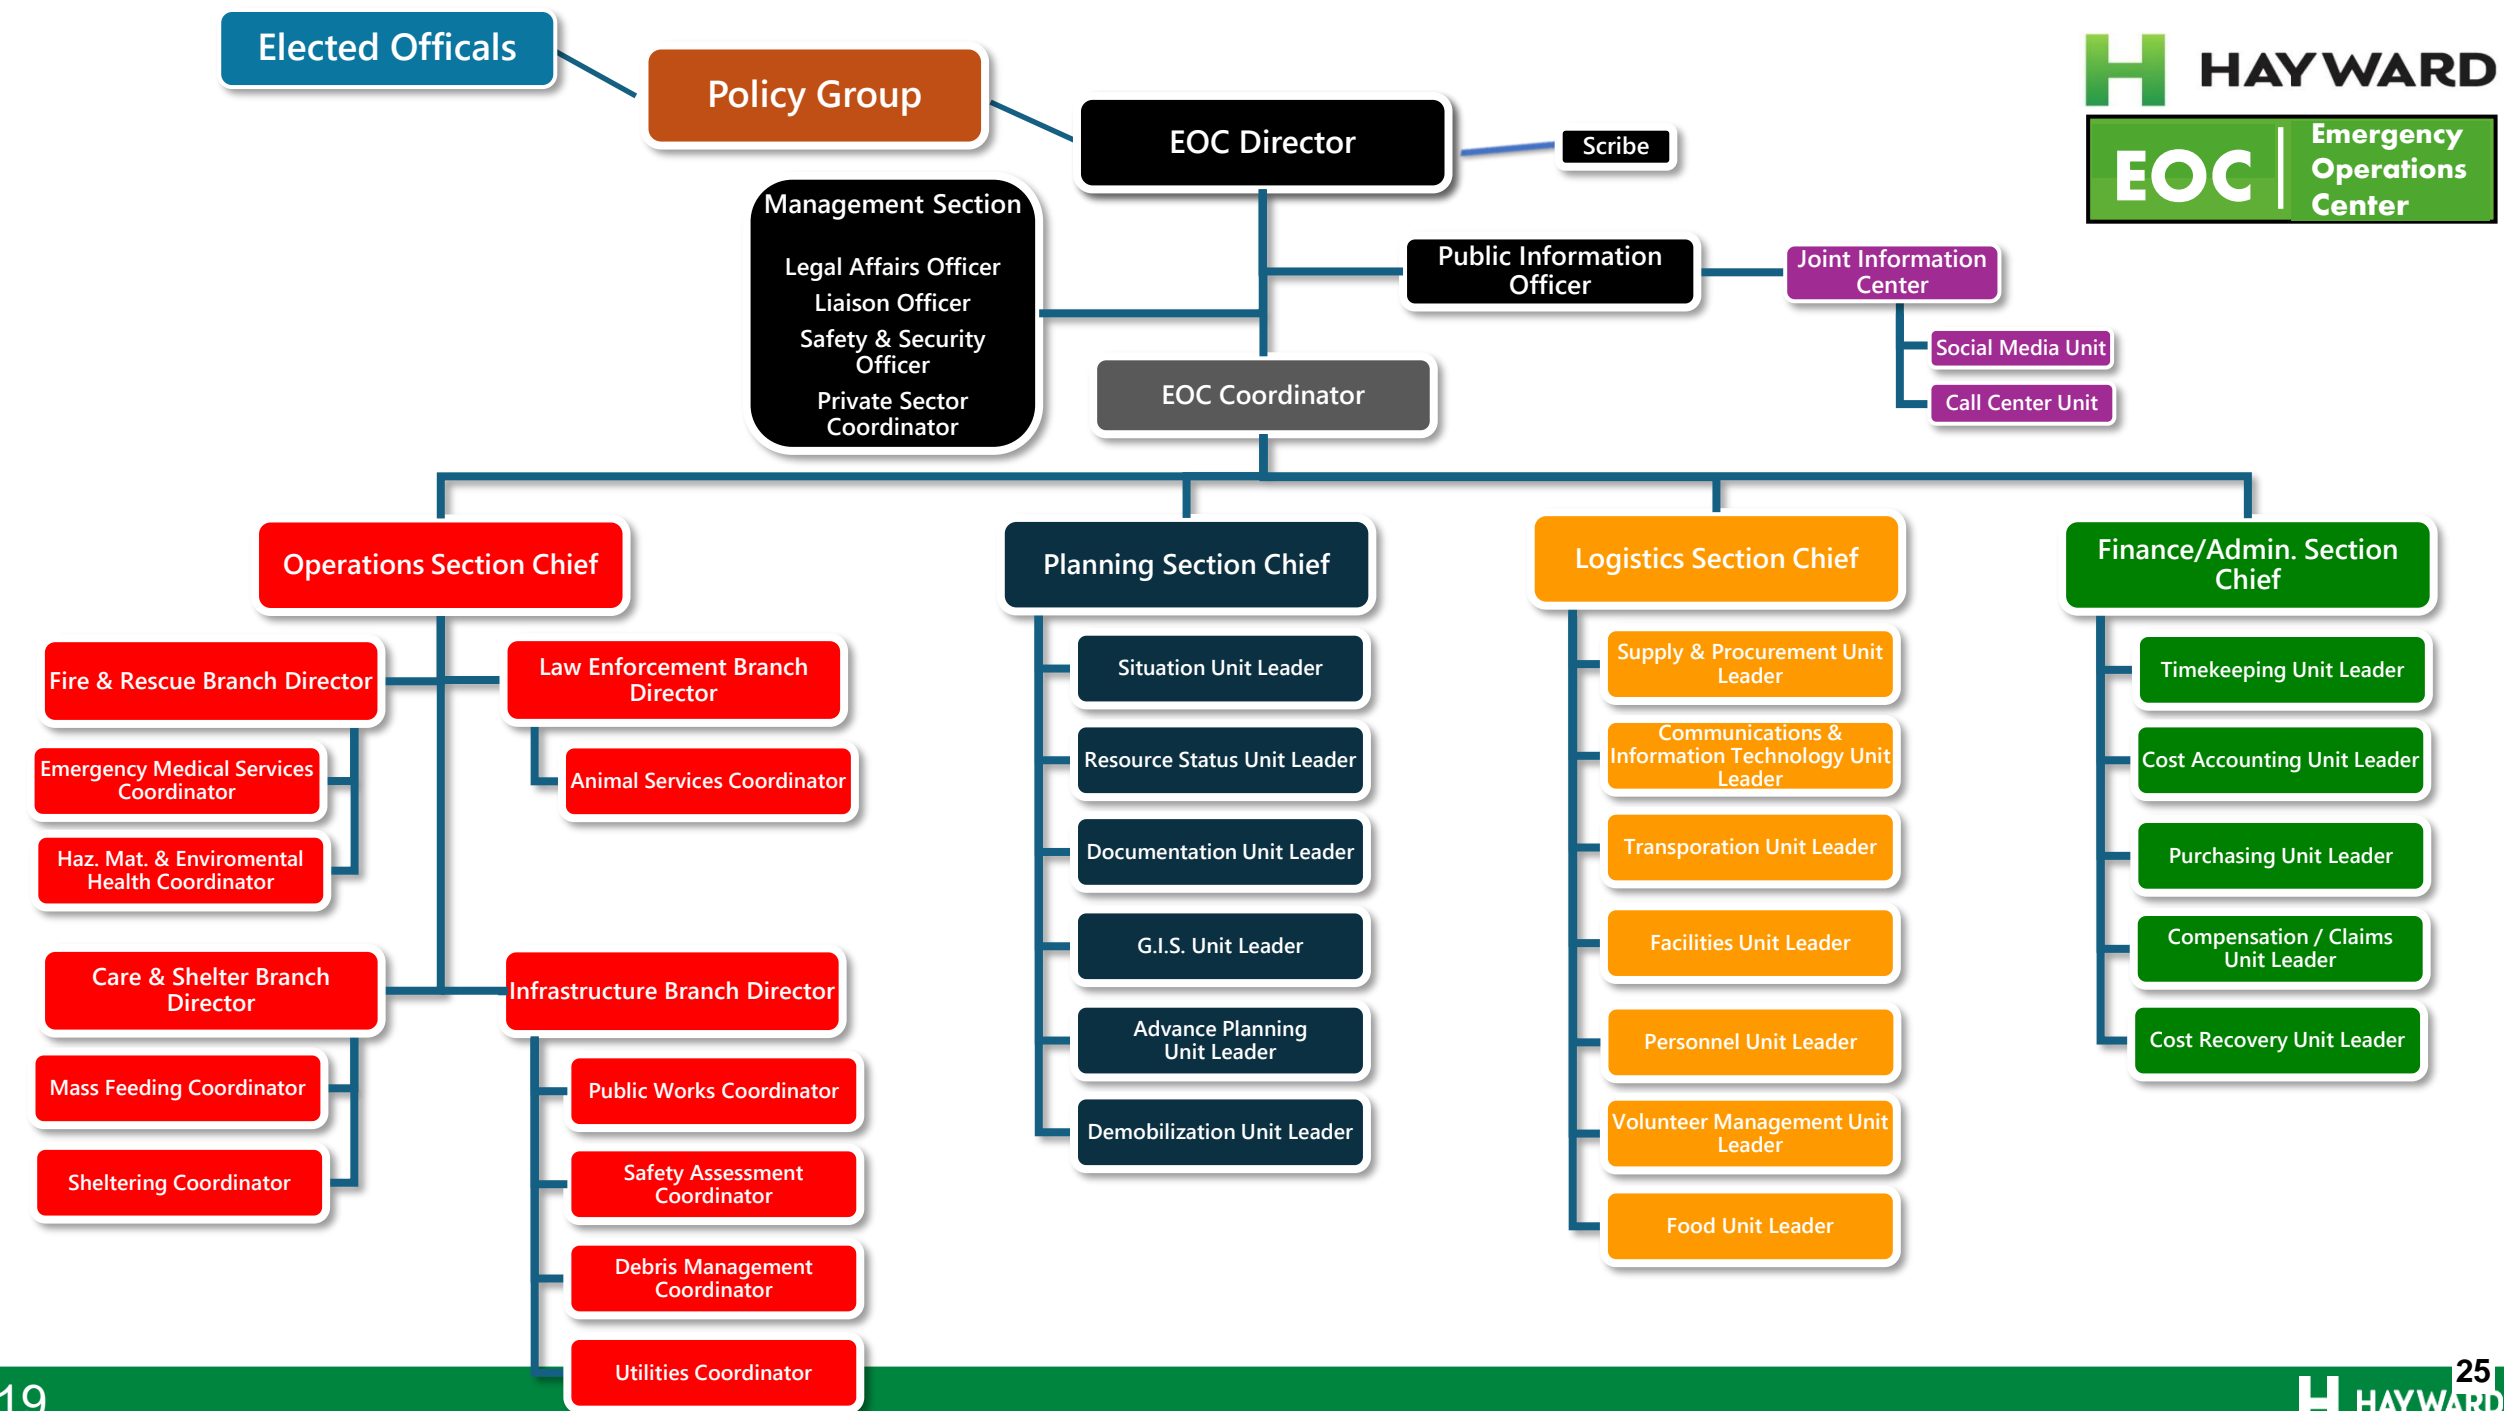 Elected Officals
Policy Group
EOC Director
Scribe
HAYWARD
EOC
Emergency
Operations
Center
Management Section
Legal Affairs Officer
Liaison Officer
Safety & Security
Officer
Private Sector
Coordinator
Public Information
Officer
Joint Information
Center
Social Media Unit
Call Center Unit
EOC Coordinator
Operations Section Chief
Fire & Rescue Branch Director
Emergency Medical Services
Coordinator
Haz. Mat. & Enviromental
Health Coordinator
Law Enforcement Branch
Director
Animal Services Coordinator
Care & Shelter Branch
Director
Mass Feeding Coordinator
Sheltering Coordinator
Infrastructure Branch Director
Public Works Coordinator
Safety Assessment
Coordinator
Debris Management
Coordinator
Utilities Coordinator
Planning Section Chief
Situation Unit Leader
Resource Status Unit Leader
Documentation Unit Leader
G.I.S. Unit Leader
Advance Planning
Unit Leader
Demobilization Unit Leader
Logistics Section Chief
Supply & Procurement Unit
Leader
Communications &
Information Technology Unit
Leader
Transporation Unit Leader
Facilities Unit Leader
Personnel Unit Leader
Volunteer Management Unit
Leader
Food Unit Leader
Finance/Admin. Section
Chief
Timekeeping Unit Leader
Cost Accounting Unit Leader
Purchasing Unit Leader
Compensation / Claims
Unit Leader
Cost Recovery Unit Leader
19
25
HAYWARD